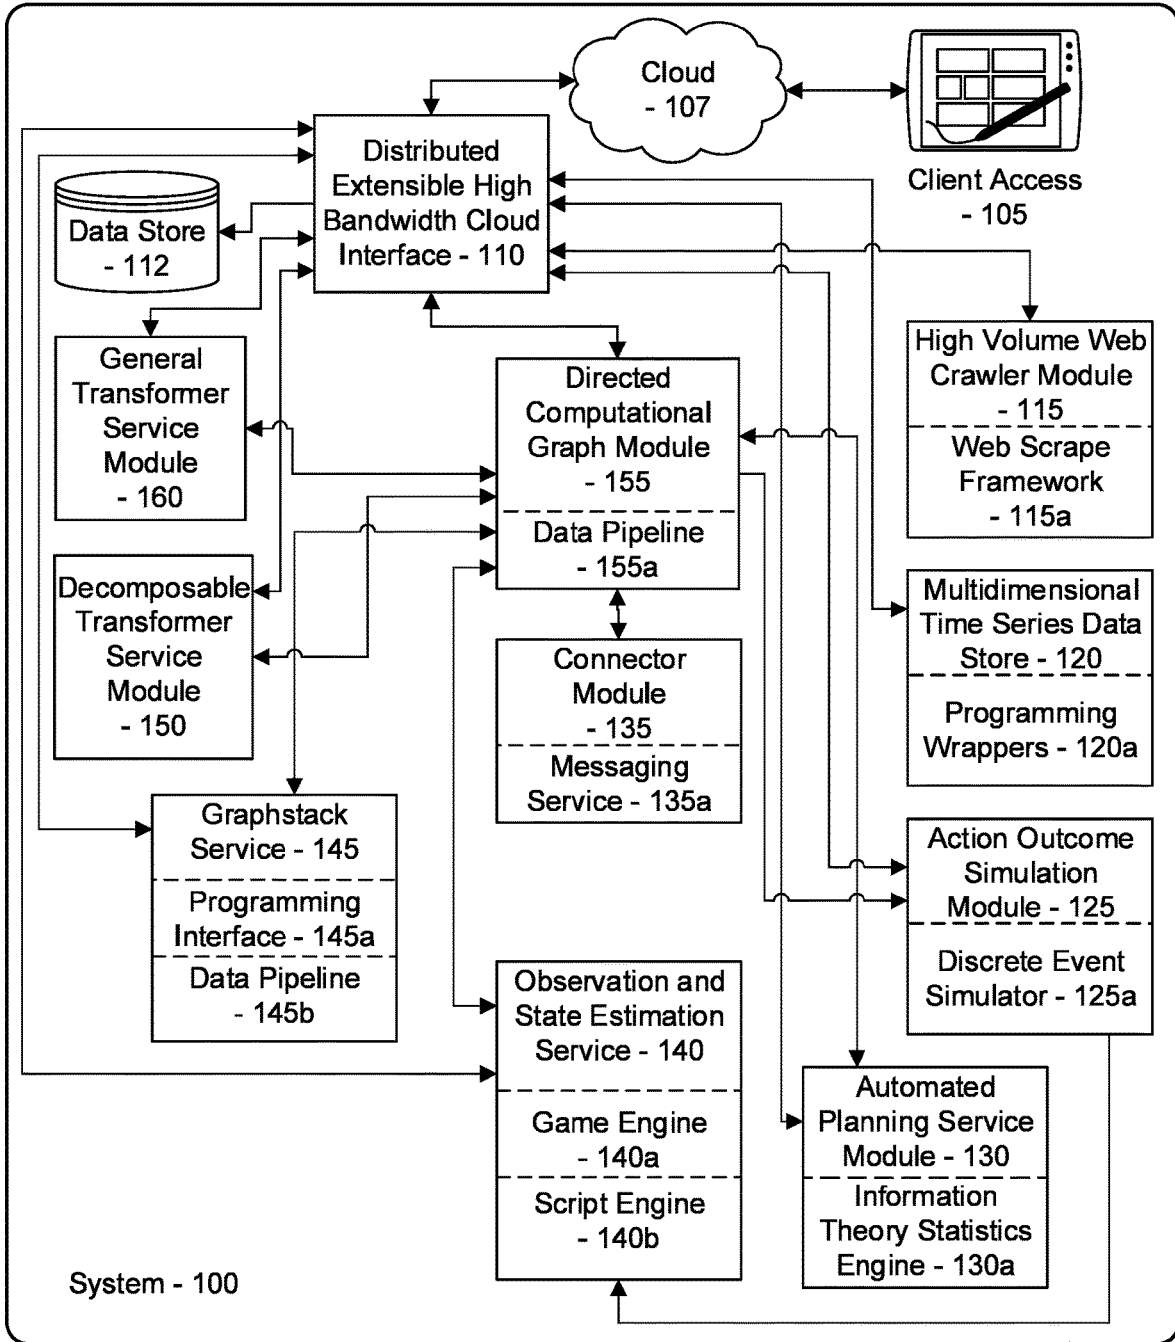 Cloud
- 107
Client Access
- 105
Distributed
Extensible High
Bandwidth Cloud
Interface - 110
Data Store
- 112
General
Transformer
Service
Module
- 160
Directed
Computational
Graph Module
- 155
Data Pipeline
- 155a
High Volume Web
Crawler Module
- 115
Web Scrape
Framework
- 115a
Decomposable
Transformer
Service
Module
- 150
Connector
Module
- 135
Messaging
Service - 135a
Multidimensional
Time Series Data
Store - 120
Programming
Wrappers - 120a
Graphstack
Service - 145
Programming
Interface - 145a
Data Pipeline
- 145b
Action Outcome
Simulation
Module - 125
Discrete Event
Simulator - 125a
Observation and
State Estimation
Service - 140
Game Engine
- 140a
Script Engine
- 140b
Automated
Planning Service
Module - 130
Information
Theory Statistics
Engine - 130a
System - 100